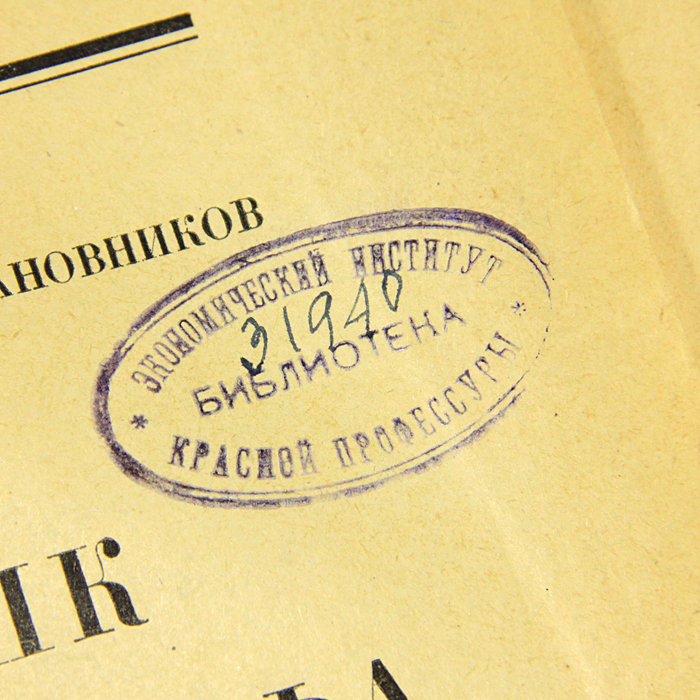 АНОВНИКОВ
ЭКОНОМИЧЕСКИЙ ИНСТИТУТ
31940
БИБЛИОТЕКА
* КРАСНОЙ ПРОФЕССУРЫ *